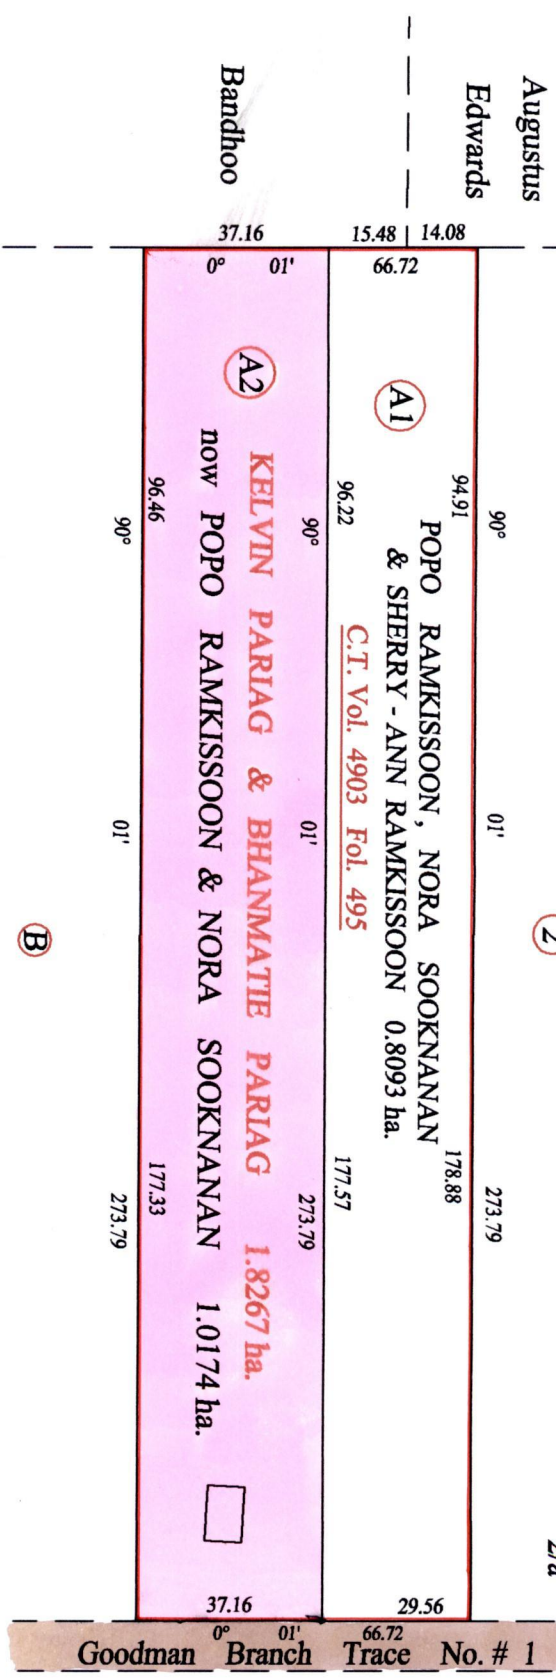 Augustus
Edwards
Bandhoo
37.16
15.48
14.08
0° 01'
66.72
A1
A2
90° 01' 273.79
94.91
178.88
POPO RAMKISSOON, NORA SOOKNANAN
& SHERRY - ANN RAMKISSOON 0.8093 ha.
C.T. Vol. 4903 Fol. 495
96.22
177.57
90° 01' 273.79
KELVIN PARIAG & BHANMATIE PARIAG 1.8267 ha.
now POPO RAMKISSOON & NORA SOOKNANAN 1.0174 ha.
96.46
177.33
90° 01' 273.79
2
B
37.16
29.56
0° 01'
66.72
Goodman Branch Trace No. # 1